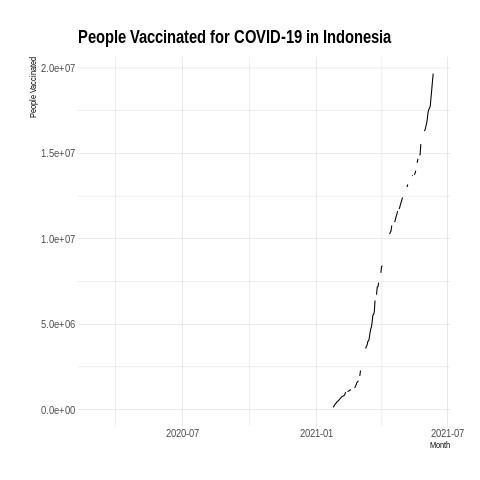 People Vaccinated for COVID-19 in Indonesia
People Vaccinated
2.0e+07
1.5e+07
1.0e+07
5.0e+06
0.0e+00
2020-07
2021-01
2021-07
Month